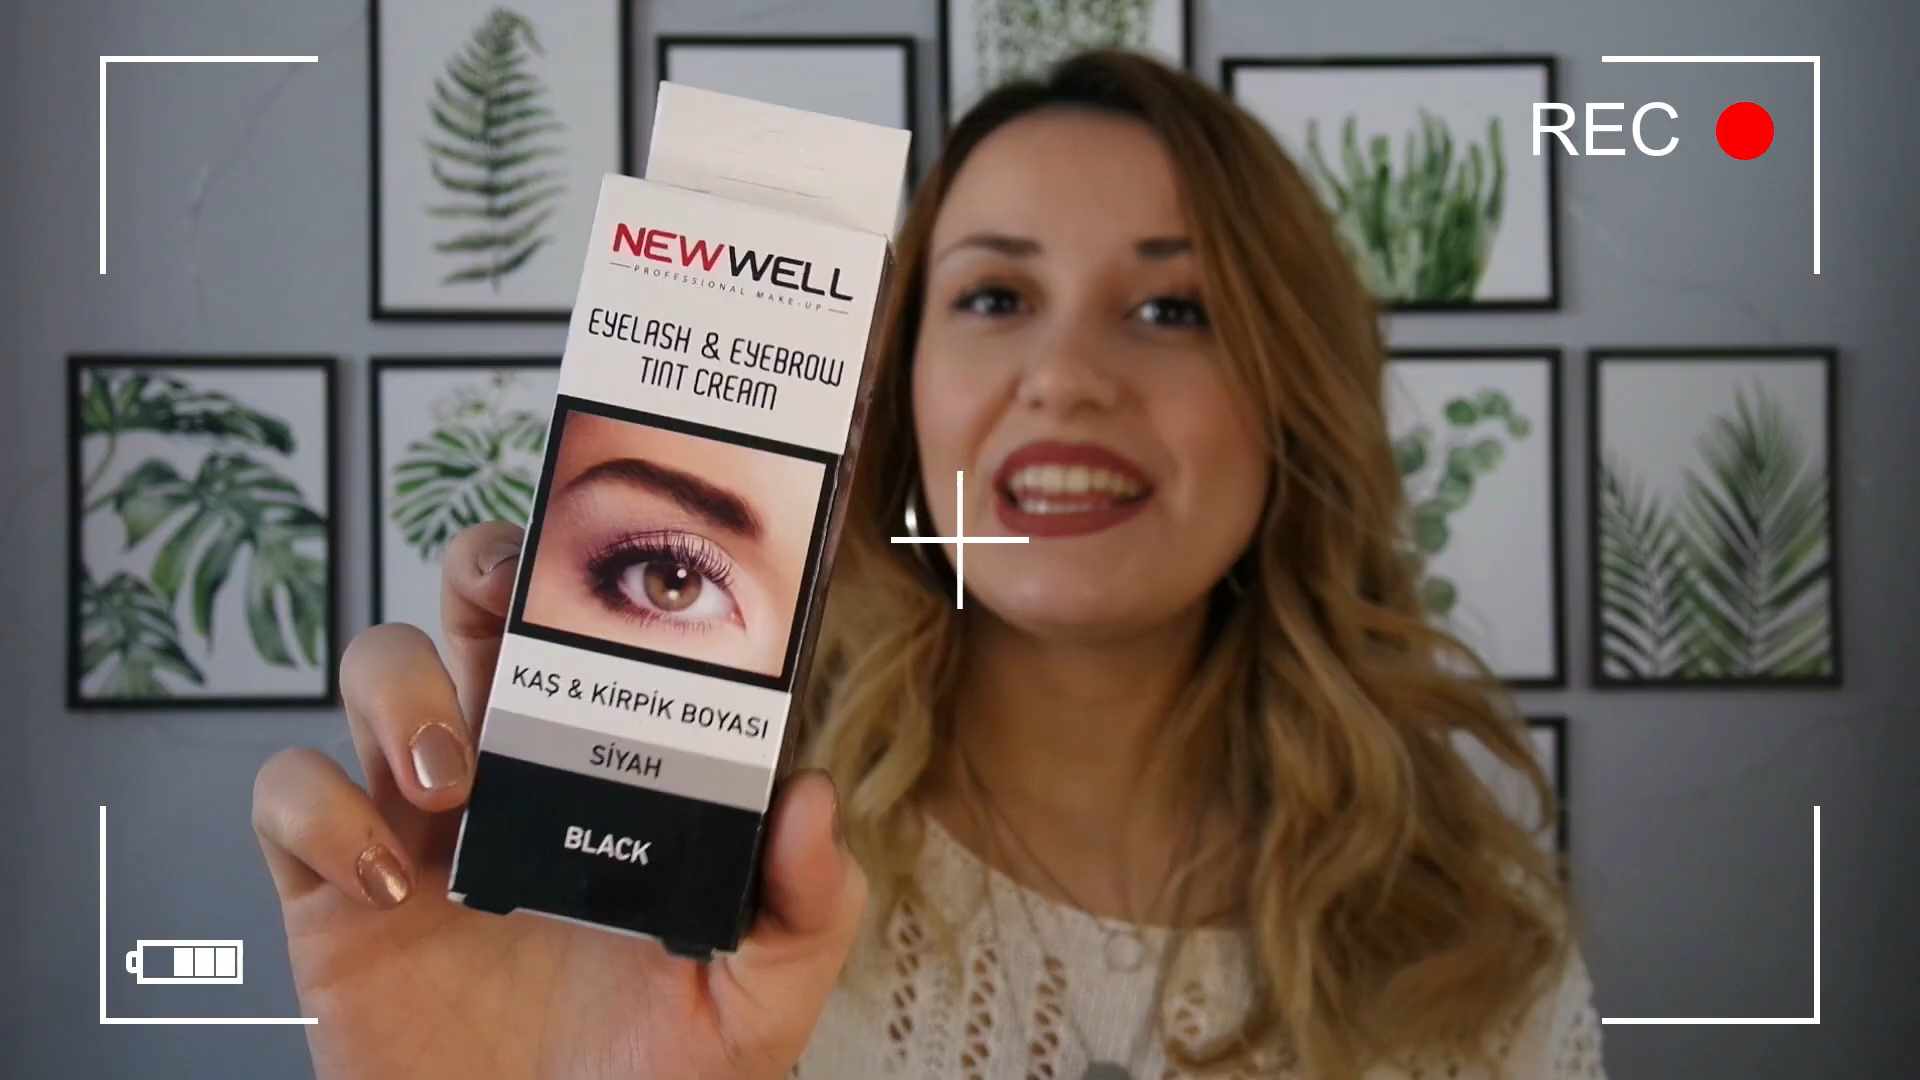 REC
NEWWELL
PROFESSIONAL MAKE-UP
EYELASH & EYEBROW
TINT CREAM
KAŞ & KİRPİK BOYASI
SİYAH
BLACK